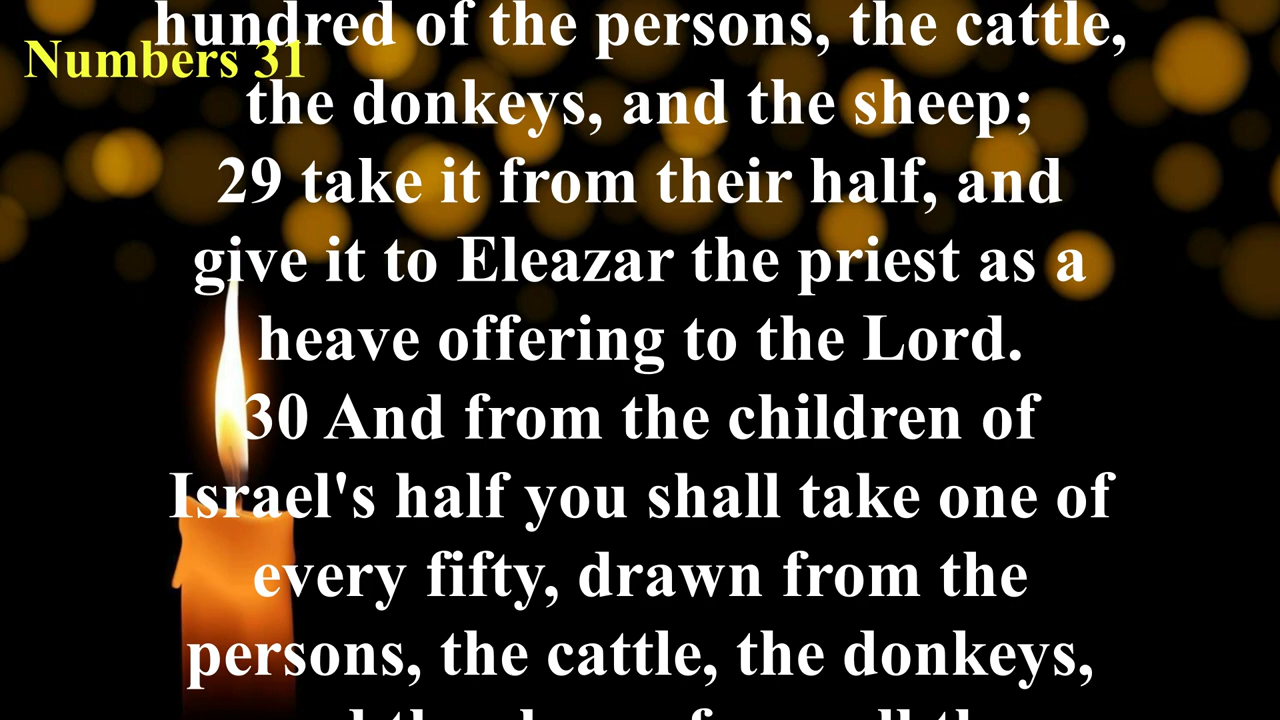 hundred of the persons, the cattle,
Numbers 31
the donkeys, and the sheep;
29 take it from their half, and
give it to Eleazar the priest as a
heave offering to the Lord.
30 And from the children of
Israel's half you shall take one of
every fifty, drawn from the
persons, the cattle, the donkeys,